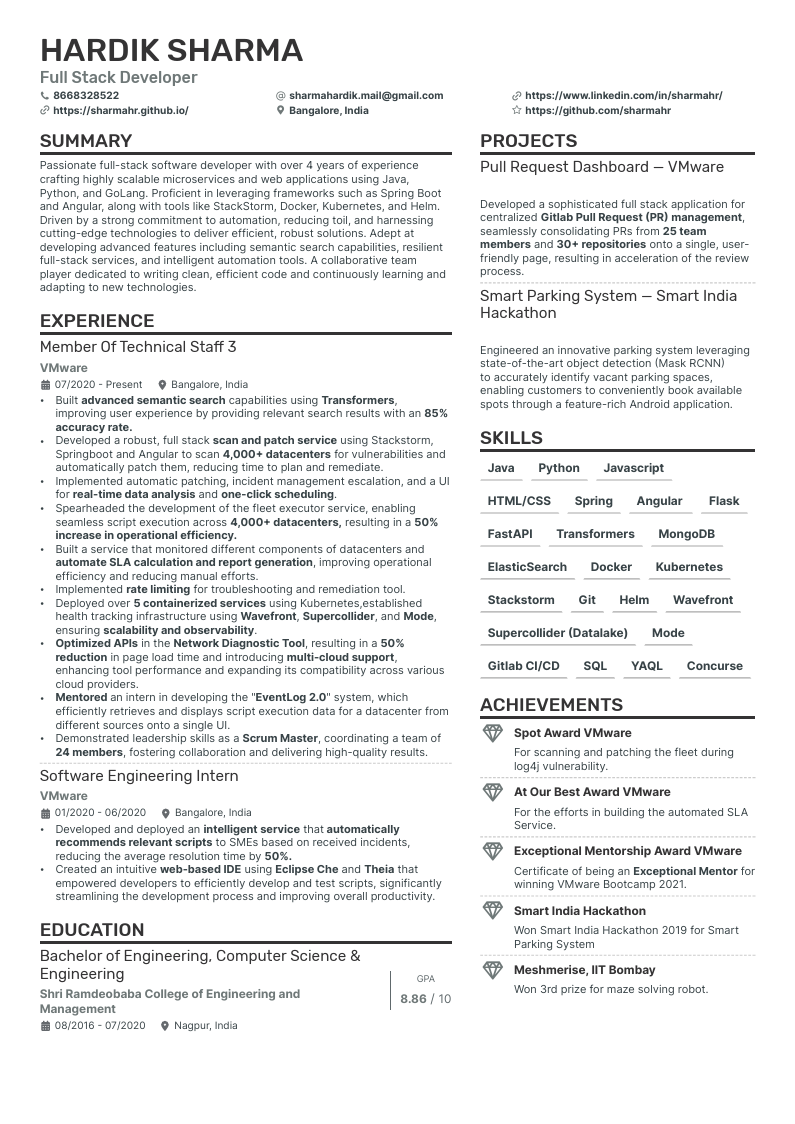 HARDIK SHARMA
Full Stack Developer
8668328522
sharmahardik.mail@gmail.com
https://www.linkedin.com/in/sharmahr/
https://sharmahr.github.io/
Bangalore, India
https://github.com/sharmahr
SUMMARY
Passionate full-stack software developer with over 4 years of experience
crafting highly scalable microservices and web applications using Java,
Python, and GoLang. Proficient in leveraging frameworks such as Spring Boot
and Angular, along with tools like StackStorm, Docker, Kubernetes, and Helm.
Driven by a strong commitment to automation, reducing toil, and harnessing
cutting-edge technologies to deliver efficient, robust solutions. Adept at
developing advanced features including semantic search capabilities, resilient
full-stack services, and intelligent automation tools. A collaborative team
player dedicated to writing clean, efficient code and continuously learning and
adapting to new technologies.
EXPERIENCE
Member Of Technical Staff 3
VMware
07/2020 - Present Bangalore, India
• Built advanced semantic search capabilities using Transformers,
improving user experience by providing relevant search results with an 85%
accuracy rate.
• Developed a robust, full stack scan and patch service using Stackstorm,
Springboot and Angular to scan 4,000+ datacenters for vulnerabilities and
automatically patch them, reducing time to plan and remediate.
• Implemented automatic patching, incident management escalation, and a UI
for real-time data analysis and one-click scheduling.
• Spearheaded the development of the fleet executor service, enabling
seamless script execution across 4,000+ datacenters, resulting in a 50%
increase in operational efficiency.
• Built a service that monitored different components of datacenters and
automate SLA calculation and report generation, improving operational
efficiency and reducing manual efforts.
• Implemented rate limiting for troubleshooting and remediation tool.
• Deployed over 5 containerized services using Kubernetes,established
health tracking infrastructure using Wavefront, Supercollider, and Mode,
ensuring scalability and observability.
• Optimized APIs in the Network Diagnostic Tool, resulting in a 50%
reduction in page load time and introducing multi-cloud support,
enhancing tool performance and expanding its compatibility across various
cloud providers.
• Mentored an intern in developing the "EventLog 2.0" system, which
efficiently retrieves and displays script execution data for a datacenter from
different sources onto a single UI.
• Demonstrated leadership skills as a Scrum Master, coordinating a team of
24 members, fostering collaboration and delivering high-quality results.
Software Engineering Intern
VMware
01/2020 - 06/2020 Bangalore, India
• Developed and deployed an intelligent service that automatically
recommends relevant scripts to SMEs based on received incidents,
reducing the average resolution time by 50%.
• Created an intuitive web-based IDE using Eclipse Che and Theia that
empowered developers to efficiently develop and test scripts, significantly
streamlining the development process and improving overall productivity.
EDUCATION
Bachelor of Engineering, Computer Science &
Engineering
Shri Ramdeobaba College of Engineering and
Management
08/2016 - 07/2020 Nagpur, India
GPA
8.86 / 10
PROJECTS
Pull Request Dashboard — VMware
Developed a sophisticated full stack application for
centralized Gitlab Pull Request (PR) management,
seamlessly consolidating PRs from 25 team
members and 30+ repositories onto a single, user-
friendly page, resulting in acceleration of the review
process.
Smart Parking System — Smart India
Hackathon
Engineered an innovative parking system leveraging
state-of-the-art object detection (Mask RCNN)
to accurately identify vacant parking spaces,
enabling customers to conveniently book available
spots through a feature-rich Android application.
SKILLS
Java Python Javascript
HTML/CSS Spring Angular Flask
FastAPI Transformers MongoDB
ElasticSearch Docker Kubernetes
Stackstorm Git Helm Wavefront
Supercollider (Datalake) Mode
Gitlab CI/CD SQL YAQL Concurse
ACHIEVEMENTS
Spot Award VMware
For scanning and patching the fleet during
log4j vulnerability.
At Our Best Award VMware
For the efforts in building the automated SLA
Service.
Exceptional Mentorship Award VMware
Certificate of being an Exceptional Mentor for
winning VMware Bootcamp 2021.
Smart India Hackathon
Won Smart India Hackathon 2019 for Smart
Parking System
Meshmerise, IIT Bombay
Won 3rd prize for maze solving robot.